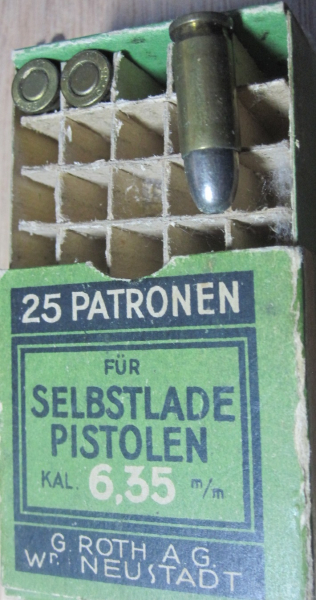 25 PATRONEN
FÜR
SELBSTLADE
PISTOLEN
KAL. 6,35 m/m
G. ROTH A.G.
Wr. NEUSTADT